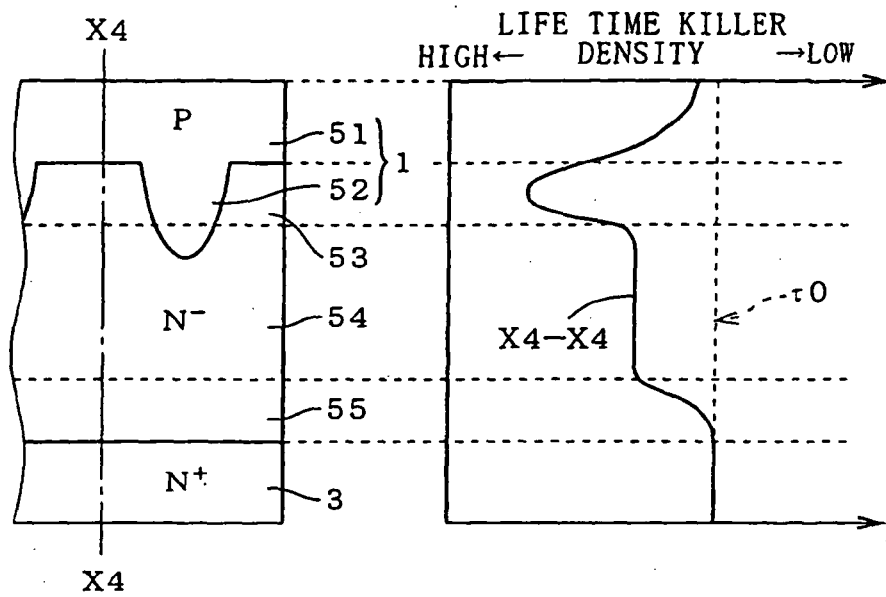 X4
LIFE TIME KILLER
DENSITY
HIGH←
→LOW
P
51
1
52
53
N⁻
54
τ0
X4-X4
55
N⁺
3
X4